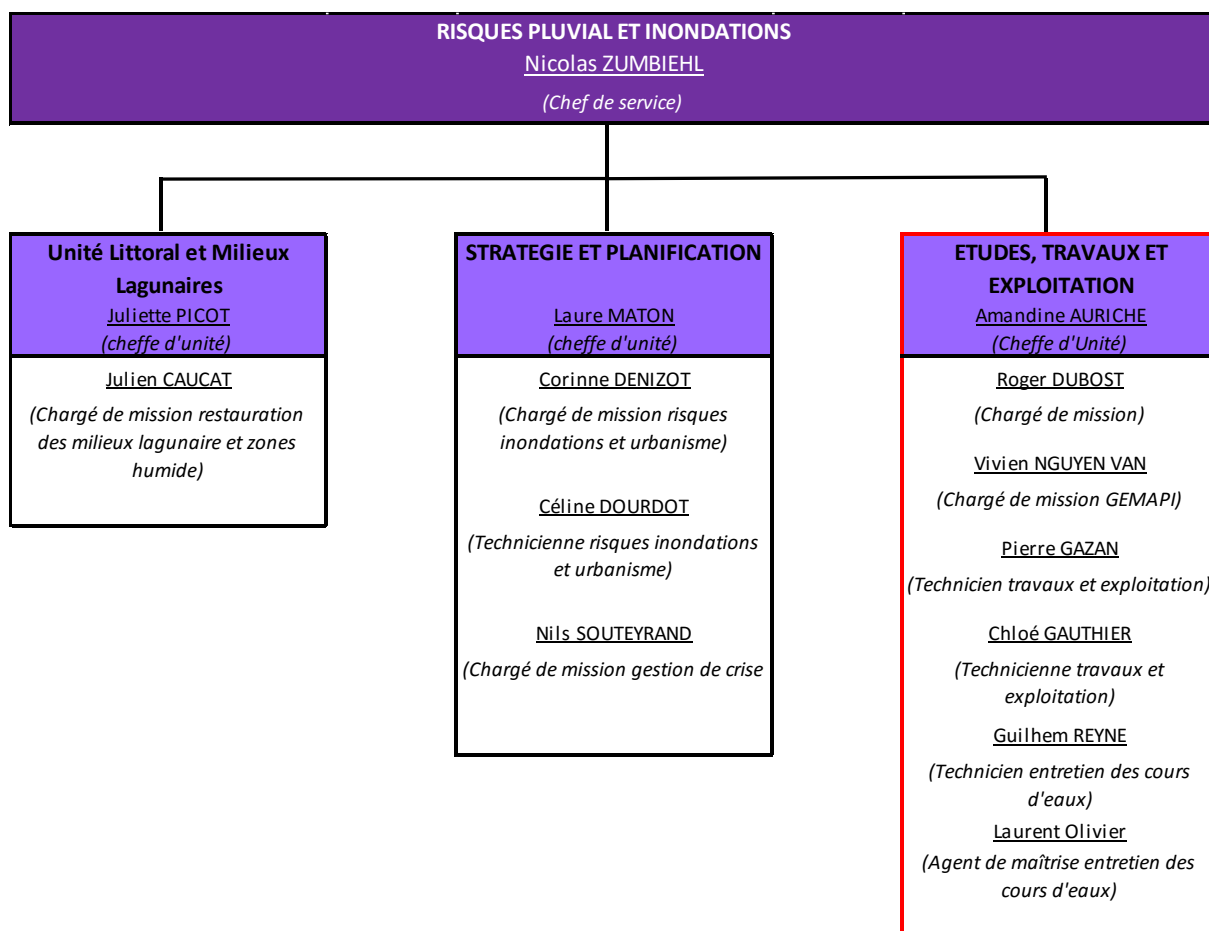 RISQUES PLUVIAL ET INONDATIONS
Nicolas ZUMBIEHL
(Chef de service)
Unité Littoral et Milieux
Lagunaires
Juliette PICOT
(cheffe d'unité)
Julien CAUCAT
(Chargé de mission restauration
des milieux lagunaire et zones
humide)
STRATEGIE ET PLANIFICATION
Laure MATON
(cheffe d'unité)
Corinne DENIZOT
(Chargé de mission risques
inondations et urbanisme)
Céline DOURDOT
(Technicienne risques inondations
et urbanisme)
Nils SOUTEYRAND
(Chargé de mission gestion de crise
ETUDES, TRAVAUX ET
EXPLOITATION
Amandine AURICHE
(Cheffe d'Unité)
Roger DUBOST
(Chargé de mission)
Vivien NGUYEN VAN
(Chargé de mission GEMAPI)
Pierre GAZAN
(Technicien travaux et exploitation)
Chloé GAUTHIER
(Technicienne travaux et
exploitation)
Guilhem REYNE
(Technicien entretien des cours
d'eaux)
Laurent Olivier
(Agent de maîtrise entretien des
cours d'eaux)